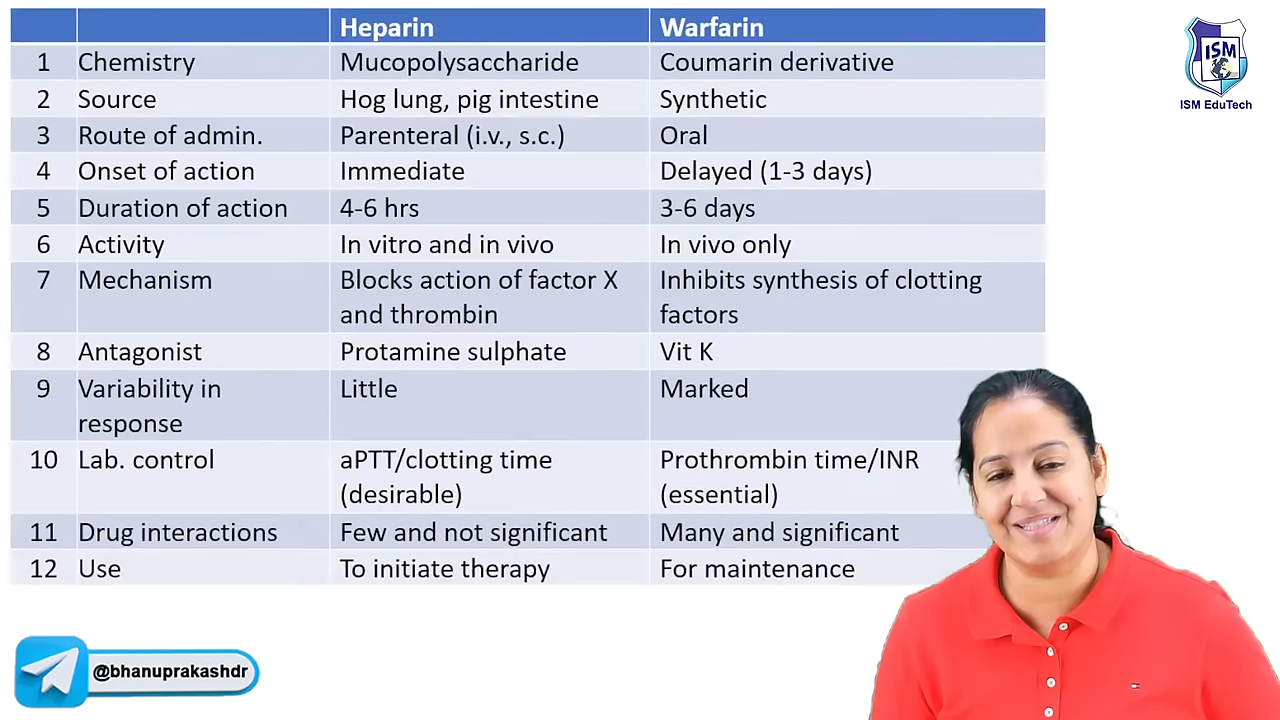 Heparin Warfarin
1 Chemistry Mucopolysaccharide Coumarin derivative
2 Source Hog lung, pig intestine Synthetic
3 Route of admin. Parenteral (i.v., s.c.) Oral
4 Onset of action Immediate Delayed (1-3 days)
5 Duration of action 4-6 hrs 3-6 days
6 Activity In vitro and in vivo In vivo only
7 Mechanism Blocks action of factor X Inhibits synthesis of clotting
and thrombin factors
8 Antagonist Protamine sulphate Vit K
9 Variability in Little Marked
response
10 Lab. control aPTT/clotting time Prothrombin time/INR
(desirable) (essential)
11 Drug interactions Few and not significant Many and significant
12 Use To initiate therapy For maintenance
ISM
ISM EduTech
@bhanuprakashdr